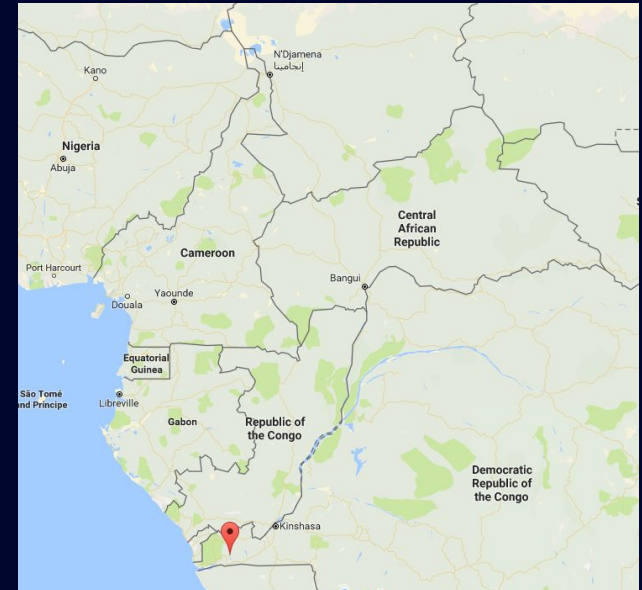 N'Djamena
إنجامينا
Kano
Nigeria
Abuja
Central
African
Republic
Cameroon
Port Harcourt
Bangui
Yaounde
Douala
Equatorial
Guinea
São Tomé
and Príncipe
Libreville
Gabon
Republic of
the Congo
Democratic
Republic of
the Congo
Kinshasa